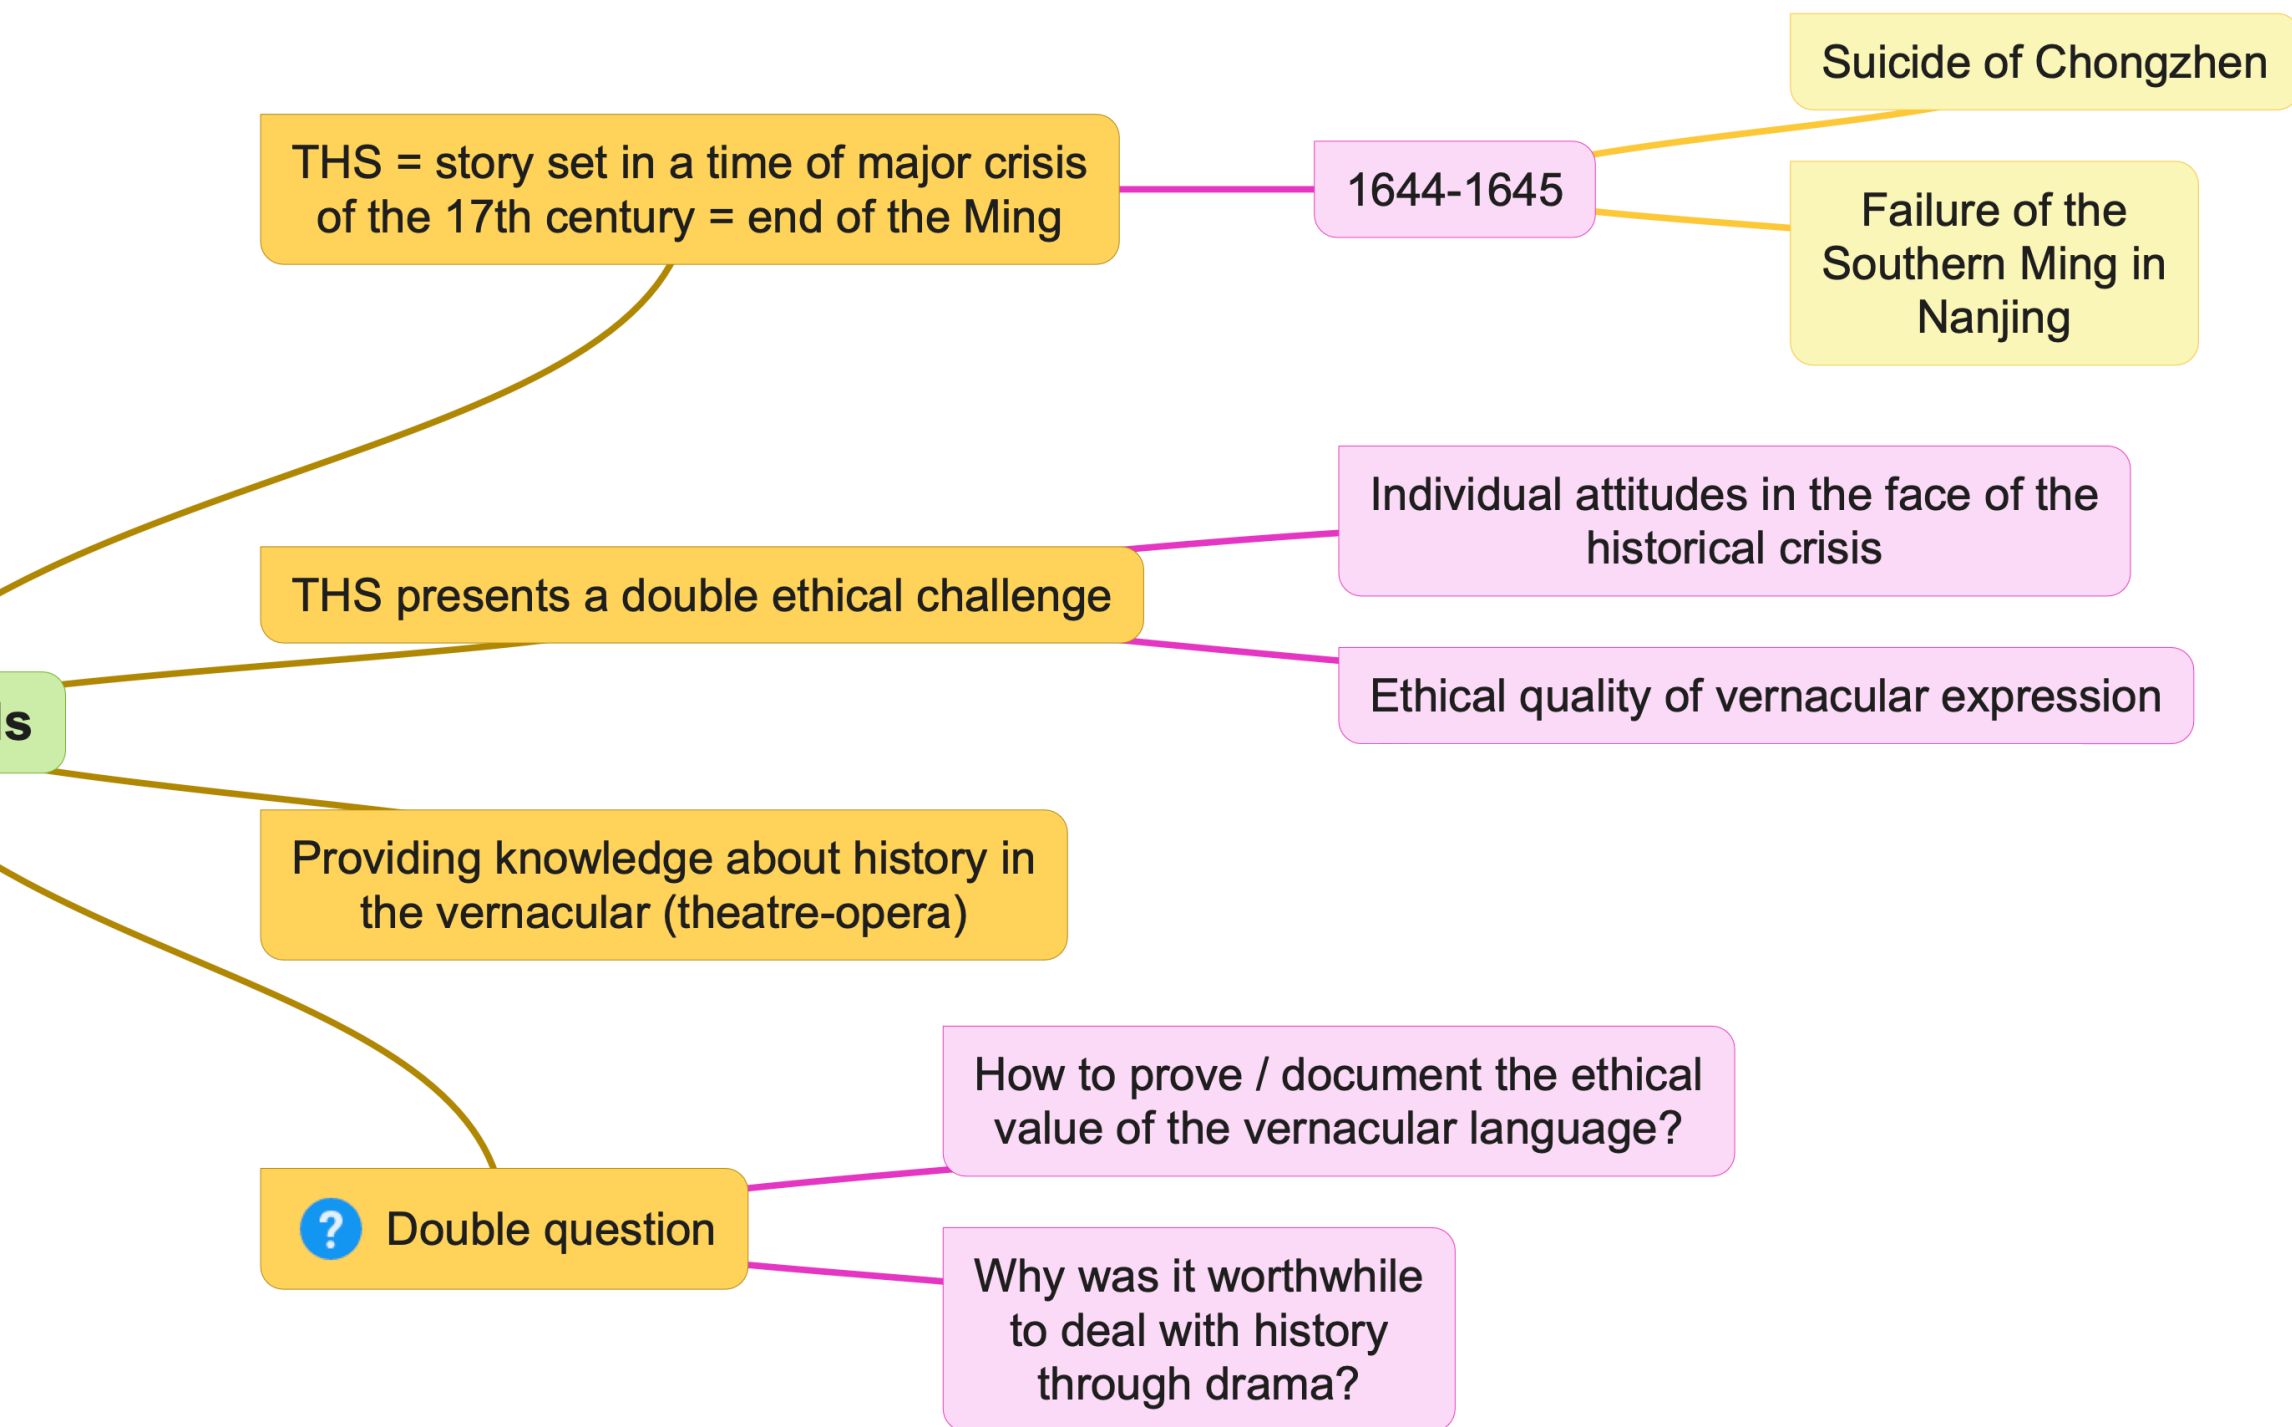 Suicide of Chongzhen
THS = story set in a time of major crisis
of the 17th century = end of the Ming
1644-1645
Failure of the
Southern Ming in
Nanjing
Individual attitudes in the face of the
historical crisis
THS presents a double ethical challenge
Ethical quality of vernacular expression
Providing knowledge about history in
the vernacular (theatre-opera)
How to prove / document the ethical
value of the vernacular language?
? Double question
Why was it worthwhile
to deal with history
through drama?